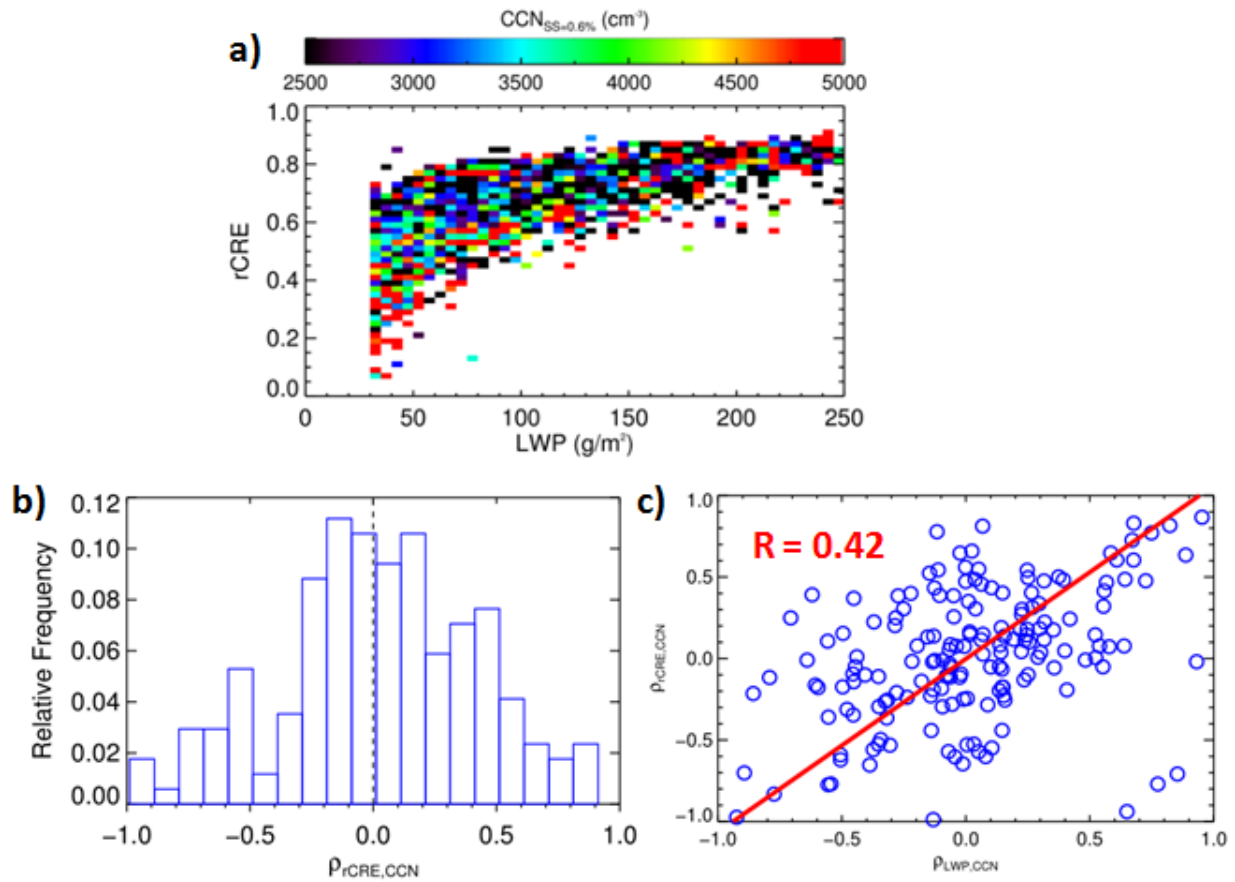 CCN_SS=0.6% (cm⁻³)
a)
2500 3000 3500 4000 4500 5000
1.0
0.8
0.6
0.4
0.2
0.0
rCRE
0 50 100 150 200 250
LWP (g/m²)
b)
0.12
0.10
0.08
0.06
0.04
0.02
0.00
Relative Frequency
-1.0 -0.5 0.0 0.5 1.0
ρrCRE,CCN
c)
R = 0.42
1.0
0.5
0.0
-0.5
-1.0
ρrCRE,CCN
-1.0 -0.5 0.0 0.5 1.0
ρLWP,CCN